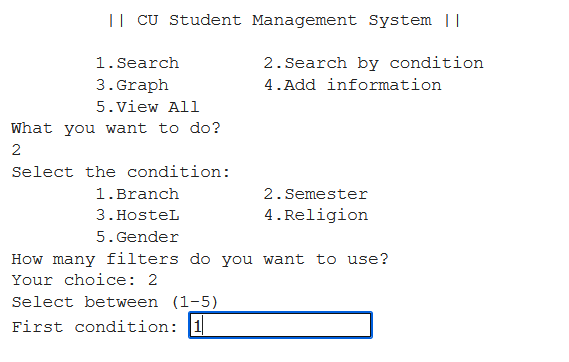 || CU Student Management System ||
1.Search 2.Search by condition
3.Graph 4.Add information
5.View All
What you want to do?
2
Select the condition:
1.Branch 2.Semester
3.HosteL 4.Religion
5.Gender
How many filters do you want to use?
Your choice: 2
Select between (1-5)
First condition: 1